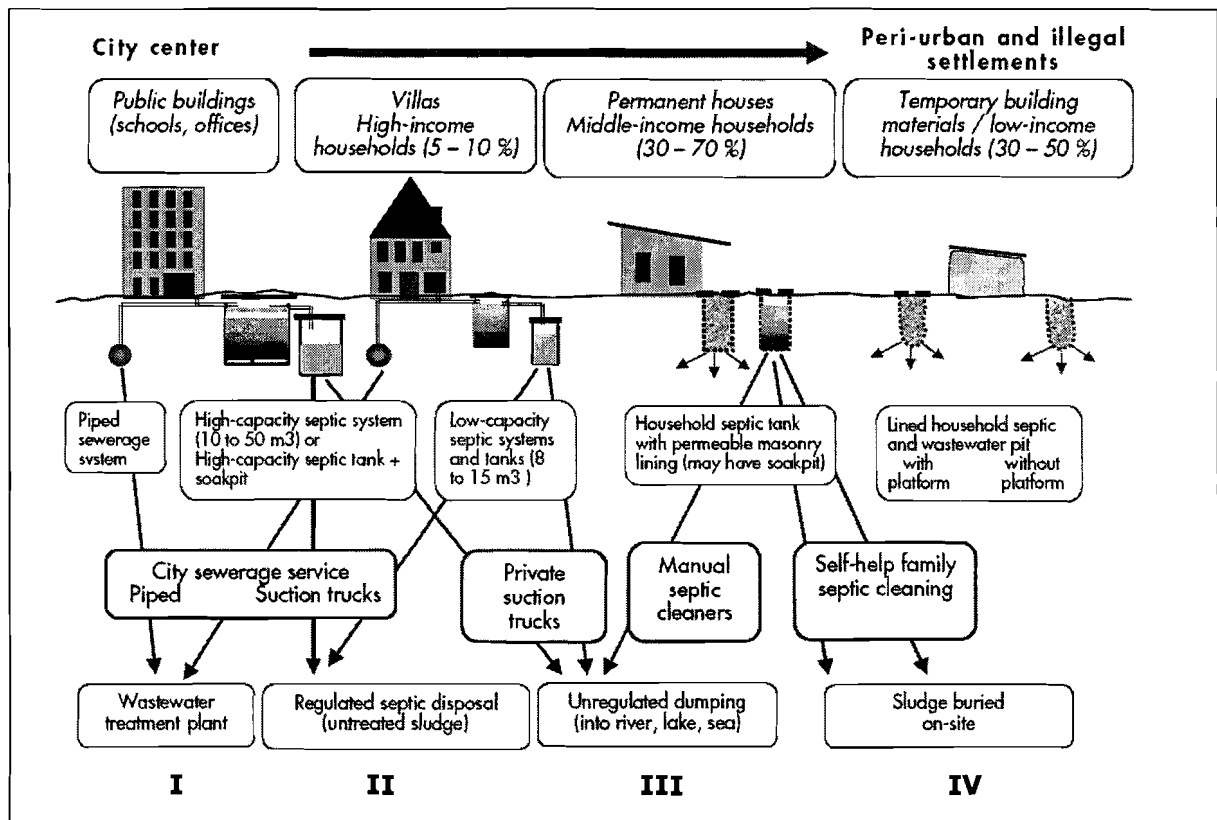 City center
Peri-urban and illegal
settlements
Public buildings
(schools, offices)
Villas
High-income
households (5 – 10 %)
Permanent houses
Middle-income households
(30 – 70 %)
Temporary building
materials / low-income
households (30 – 50 %)
Piped
sewerage
system
High-capacity septic system
(10 to 50 m3) or
High-capacity septic tank +
soakpit
Low-capacity
septic systems
and tanks (8
to 15 m3 )
Household septic tank
with permeable masonry
lining (may have soakpit)
Lined household septic
and wastewater pit
with without
platform platform
City sewerage service
Piped Suction trucks
Private
suction
trucks
Manual
septic
cleaners
Self-help family
septic cleaning
Wastewater
treatment plant
Regulated septic disposal
(untreated sludge)
Unregulated dumping
(into river, lake, sea)
Sludge buried
on-site
I II III IV